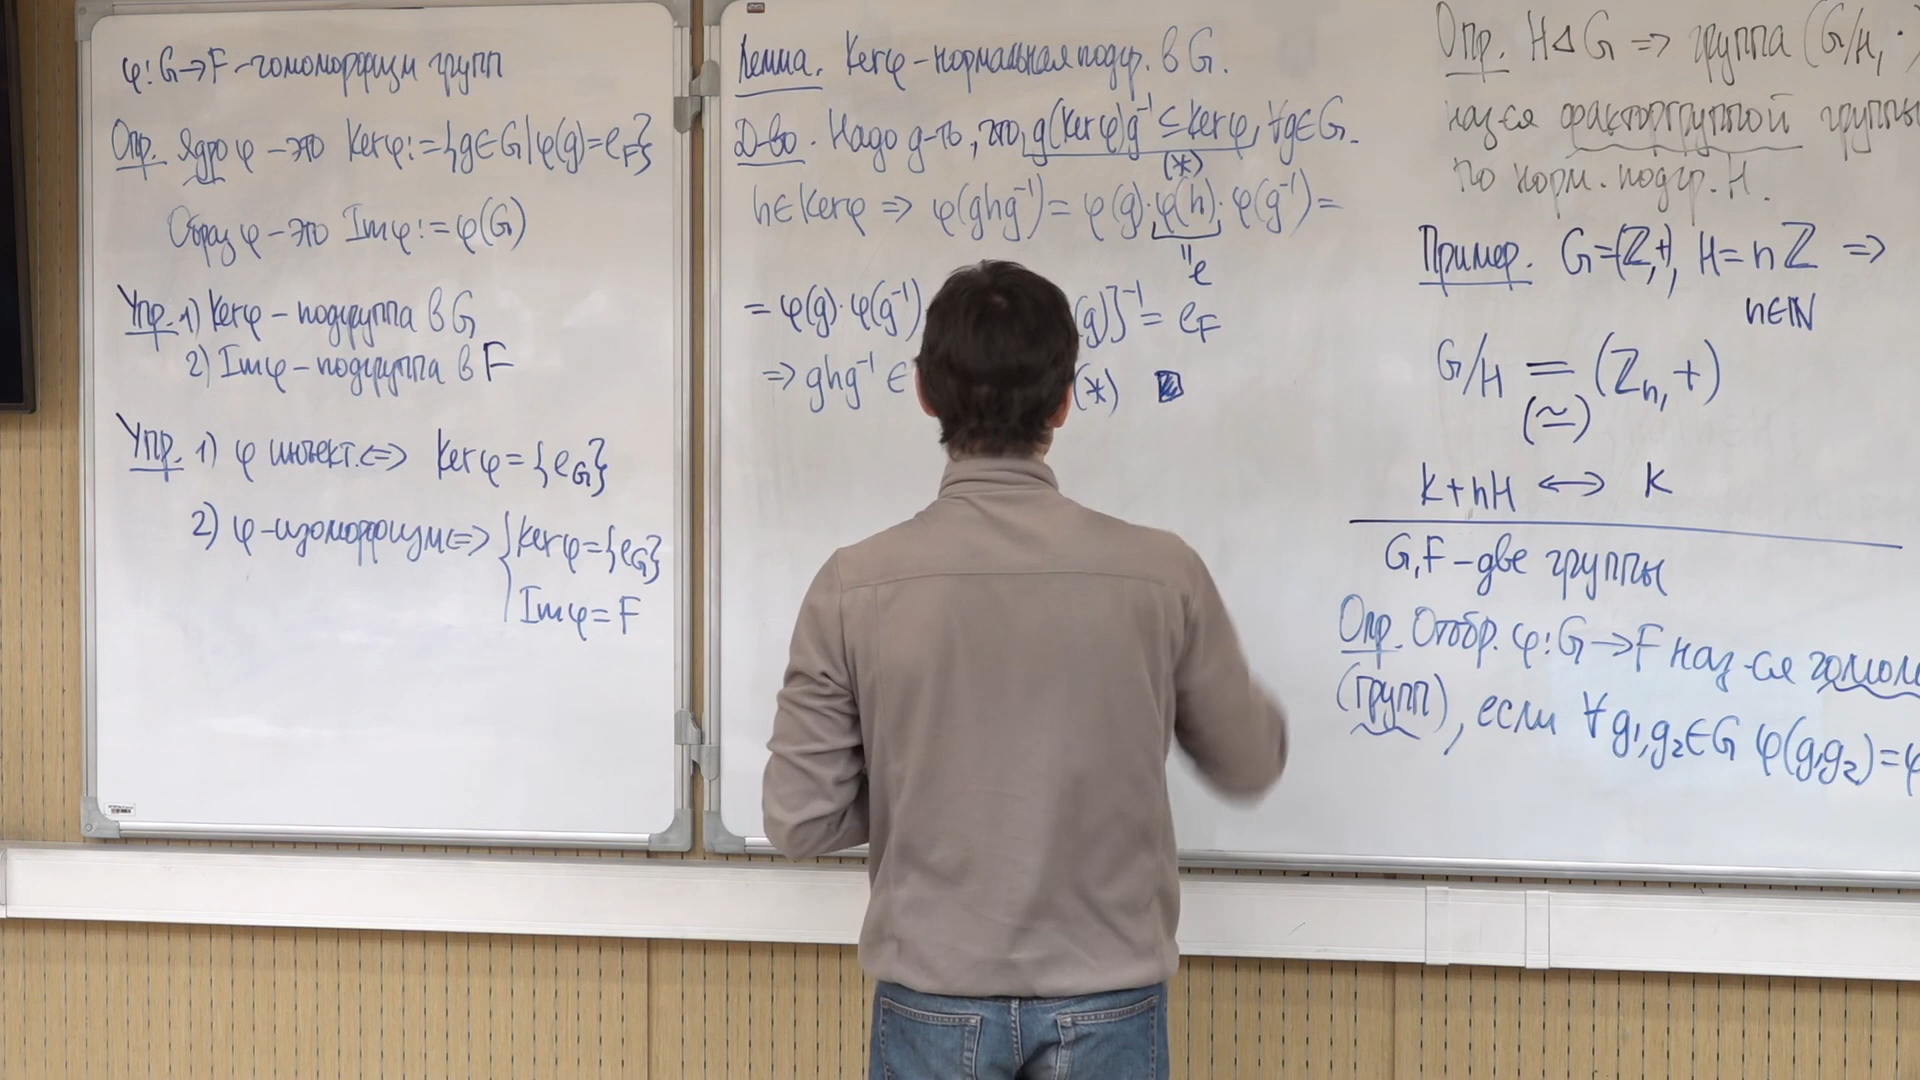 φ: G → F – гомоморфизм групп
Опр. Ядро φ – это Ker φ := {g ∈ G | φ(g) = e_F}
Образ φ – это Im φ := φ(G)
Упр. 1) Ker φ – подгруппа в G
2) Im φ – подгруппа в F
Упр. 1) φ инъект. <=> Ker φ = {e_G}
2) φ – изоморфизм <=> { Ker φ = {e_G}
Im φ = F
Лемма. Ker φ – нормальная подгр. в G.
Д-во. Надо д-ть, что g(Ker φ)g⁻¹ ⊆ Ker φ, ∀g ∈ G.
(*)
h ∈ Ker φ => φ(ghg⁻¹) = φ(g)·φ(h)·φ(g⁻¹) =
"e
= φ(g)·φ(g⁻¹) (g)]⁻¹ = e_F
=> ghg⁻¹ ∈ (*) ■
Опр. H ⊲ G => группа (G/H, ·)
наз-ся факторгруппой группы
по норм. подгр. H.
Пример. G = (ℤ, +), H = nℤ =>
n ∈ ℕ
G/H = (ℤ_n, +)
(≃)
k + nH <-> k
G, F – две группы
Опр. Отобр. φ: G → F наз-ся гомом
(групп), если ∀ g₁, g₂ ∈ G φ(g₁g₂) = φ